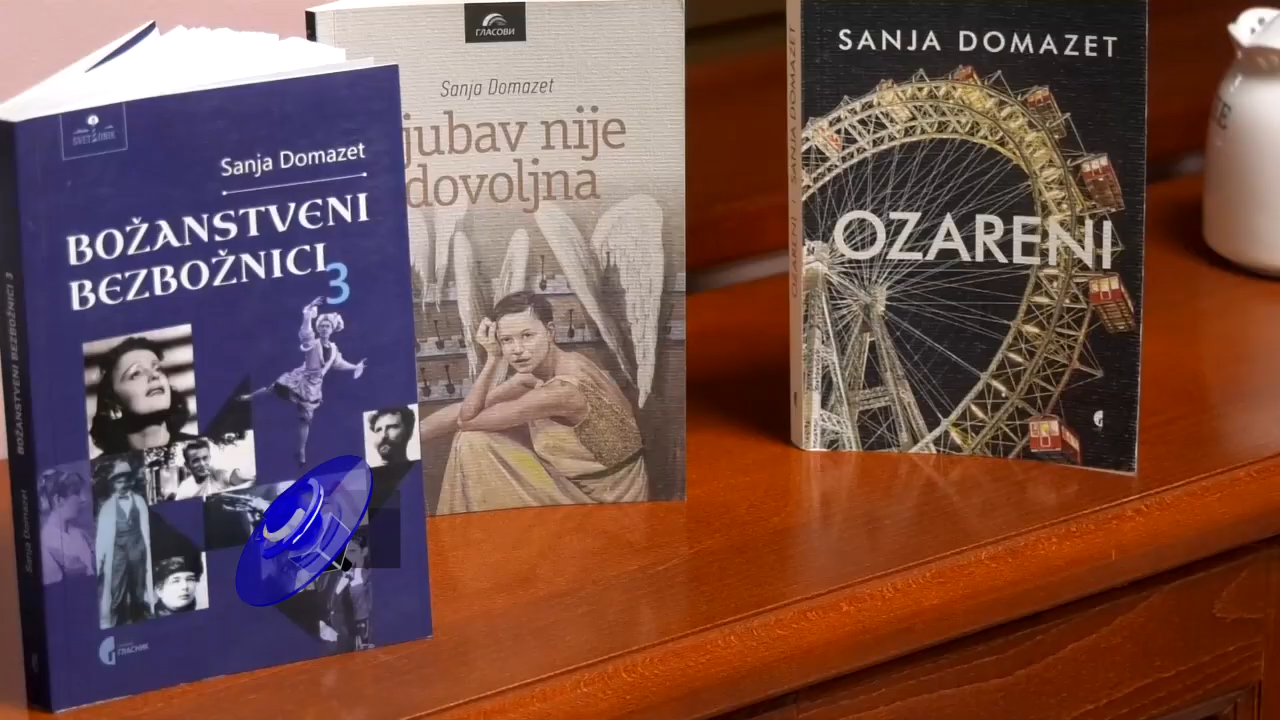 Sanja Domazet
BOŽANSTVENI
BEZBOŽNICI
3
BOŽANSTVENI BEZBOŽNICI 3
Sanja Domazet
ГЛАСНИК
ГЛАСОВИ
Sanja Domazet
jubav nije
dovoljna
SANJA DOMAZET
OZARENI
OZARENI / SANJA DOMAZET